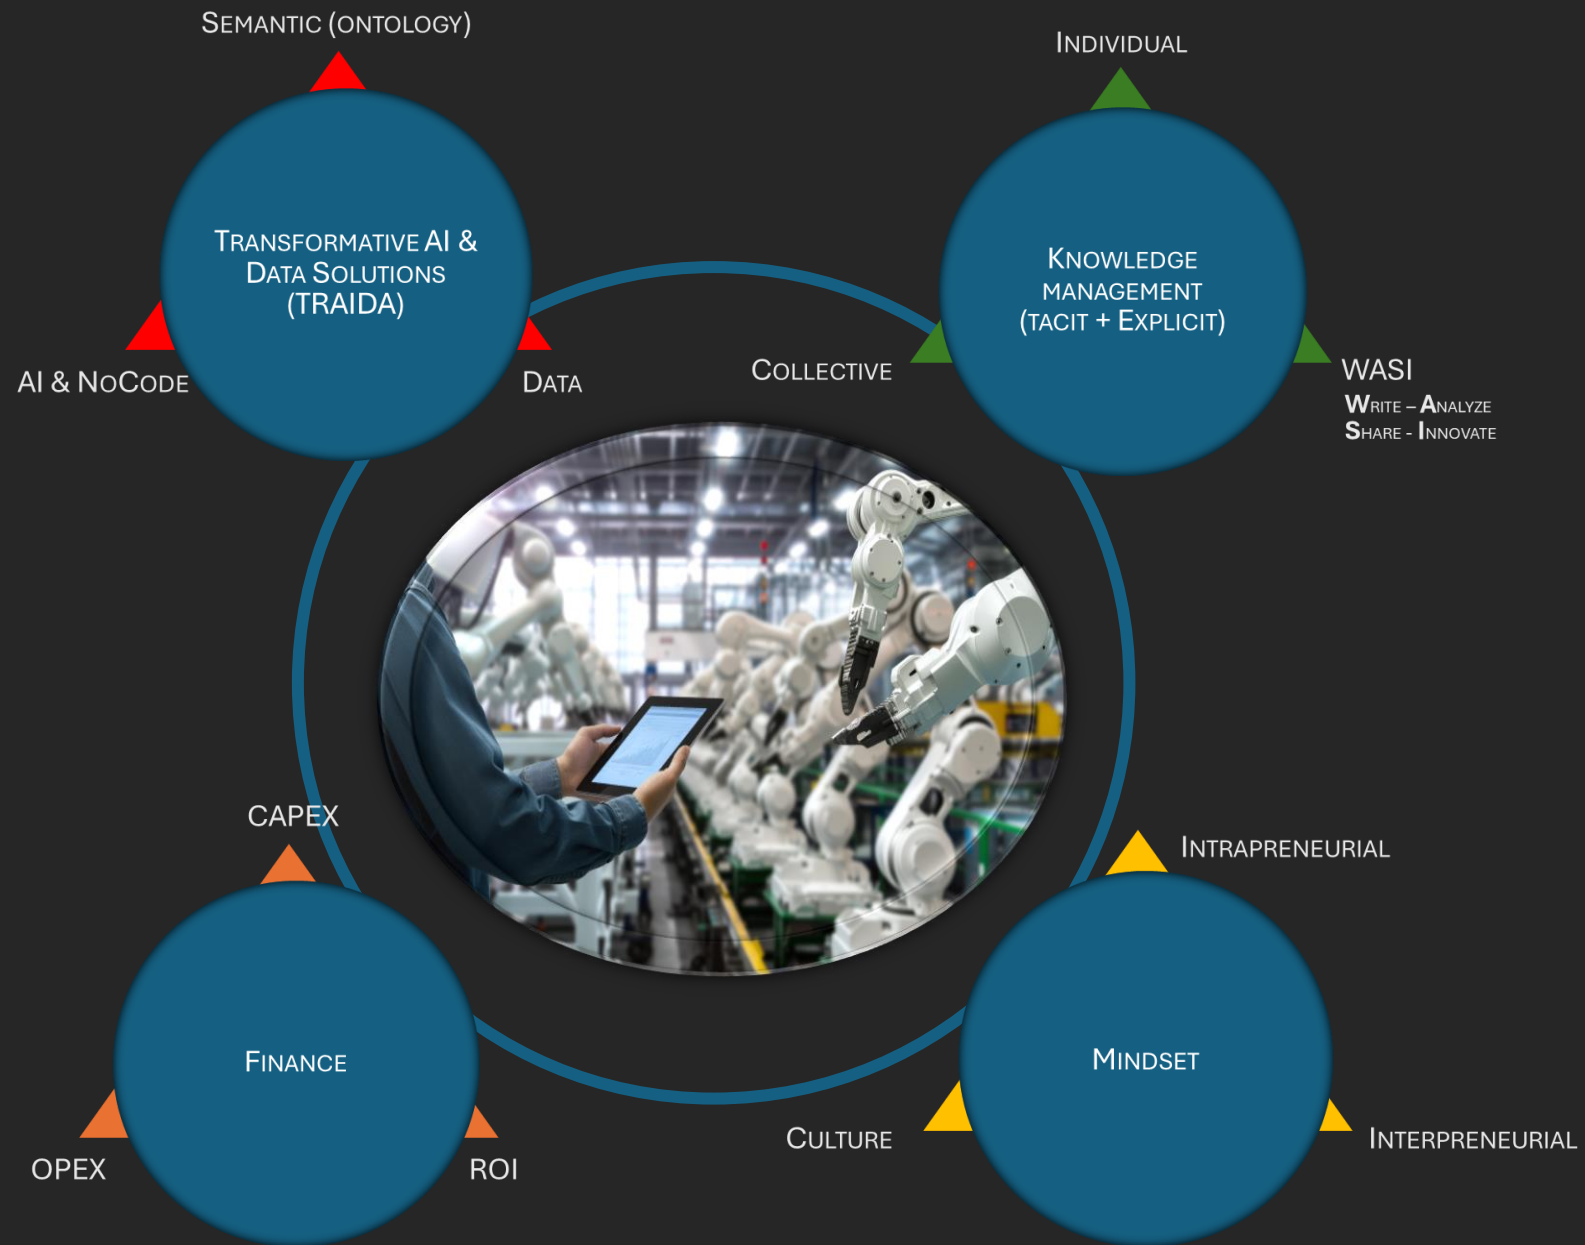 Semantic (ontology)
Transformative AI &
Data Solutions
(TRAIDA)
AI & NoCode
Data
Individual
Knowledge
management
(tacit + Explicit)
Collective
WASI
Write – Analyze
Share - Innovate
CAPEX
Finance
OPEX
ROI
Intrapreneurial
Mindset
Culture
Interpreneurial